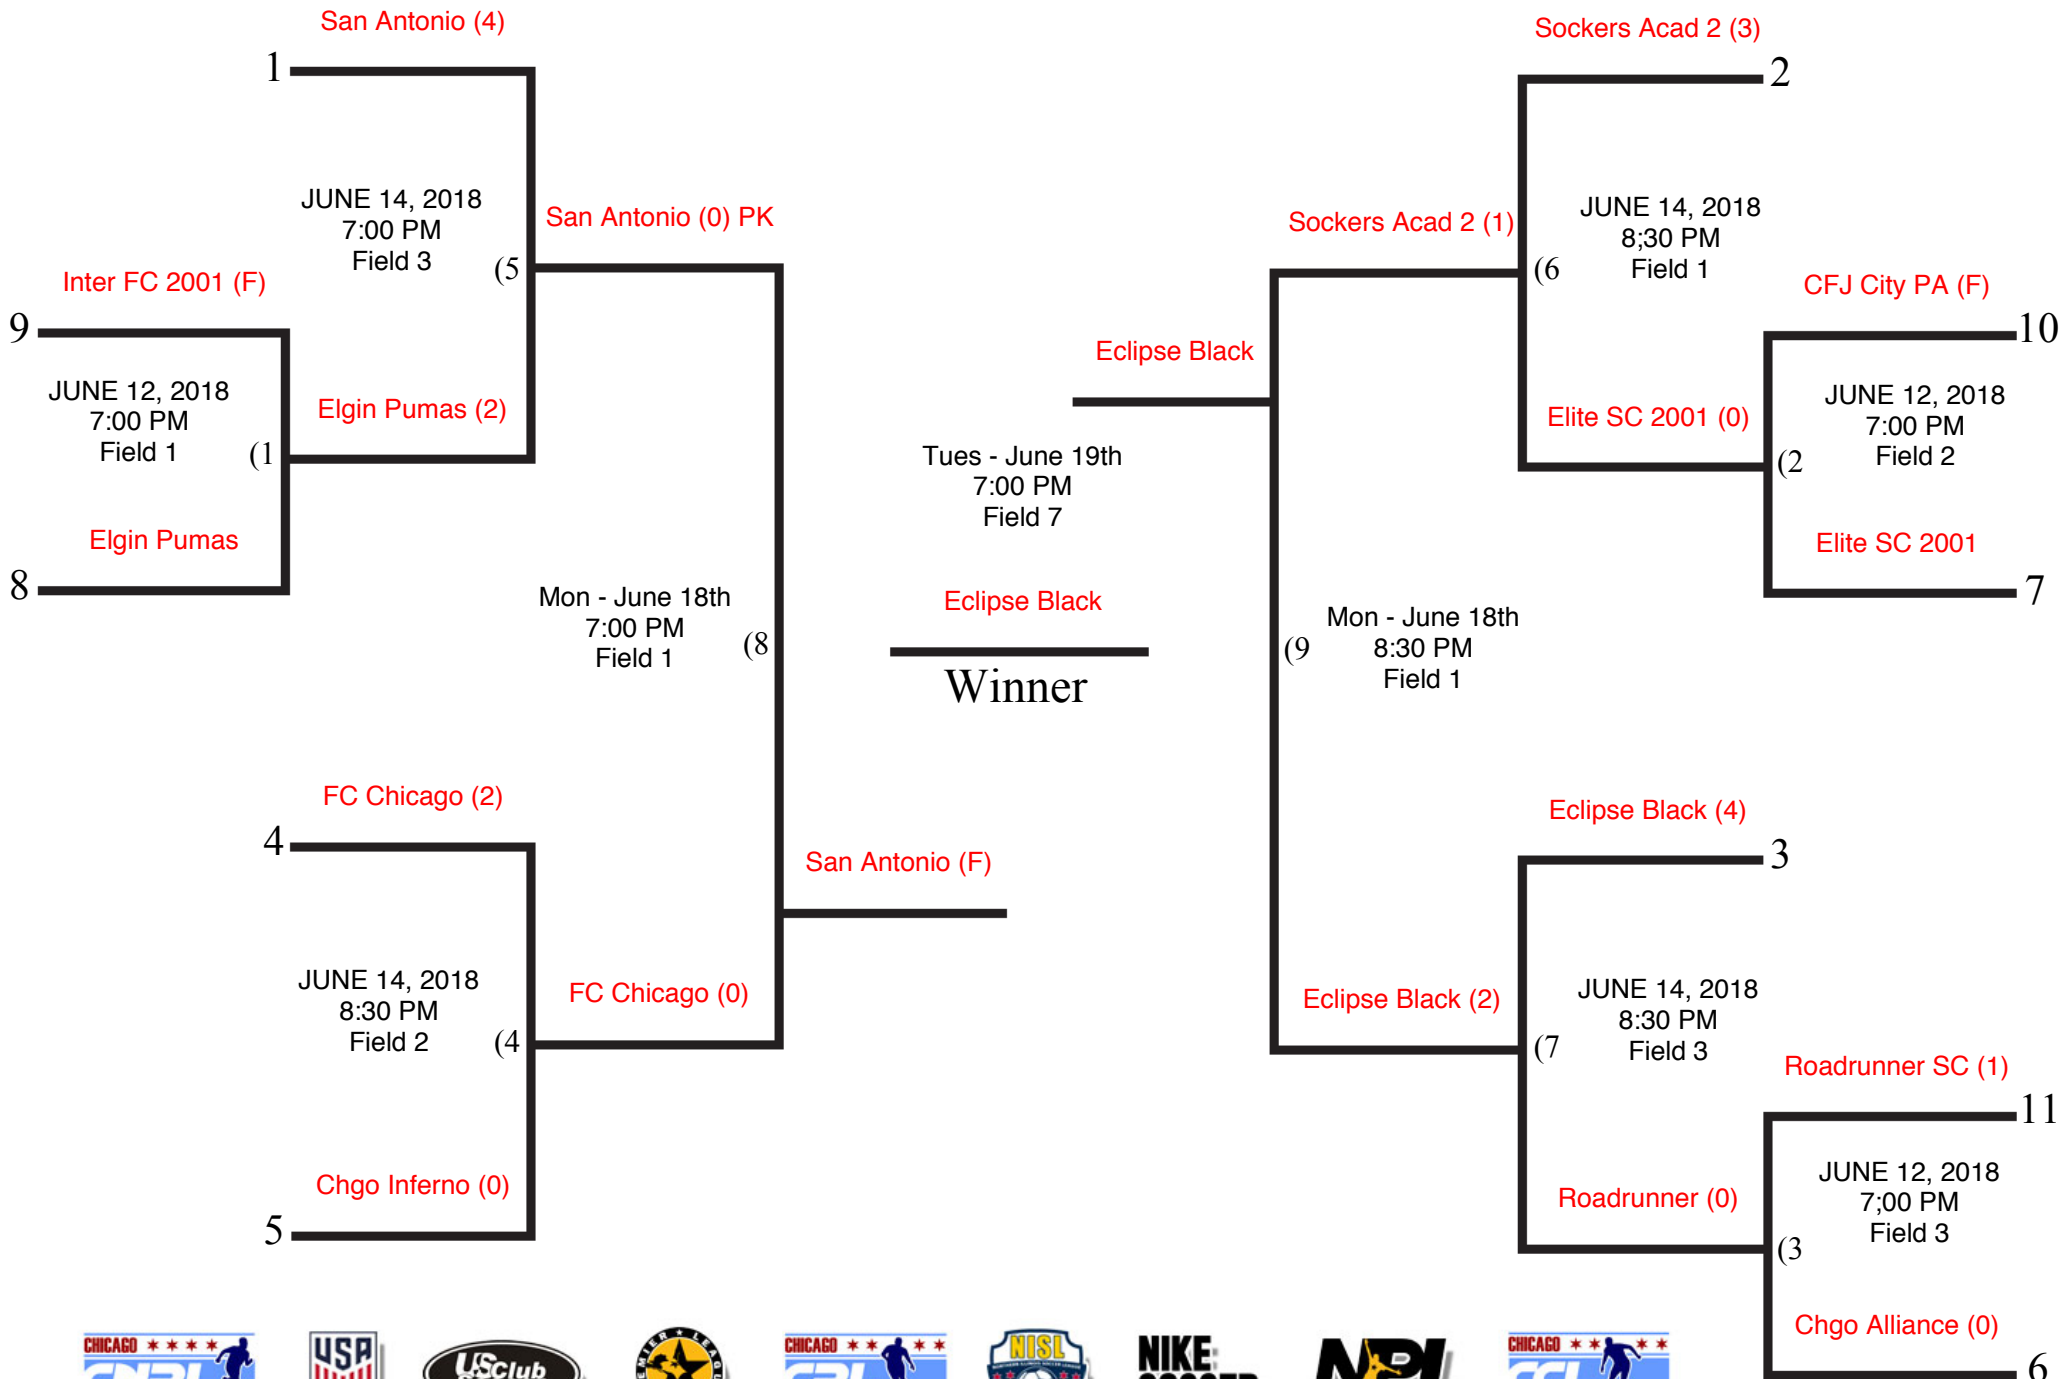 San Antonio (4)
1
JUNE 14, 2018
7:00 PM
Field 3
(5
San Antonio (0) PK
Inter FC 2001 (F)
9
JUNE 12, 2018
7:00 PM
Field 1
(1
Elgin Pumas (2)
Elgin Pumas
8
Mon - June 18th
7:00 PM
Field 1
(8
FC Chicago (2)
4
JUNE 14, 2018
8:30 PM
Field 2
(4
FC Chicago (0)
Chgo Inferno (0)
5
San Antonio (F)
Eclipse Black
Tues - June 19th
7:00 PM
Field 7
Eclipse Black
Winner
Sockers Acad 2 (3)
2
Sockers Acad 2 (1)
JUNE 14, 2018
8;30 PM
Field 1
(6
CFJ City PA (F)
10
JUNE 12, 2018
7:00 PM
Field 2
(2
Elite SC 2001 (0)
Elite SC 2001
7
(9
Mon - June 18th
8:30 PM
Field 1
Eclipse Black (4)
3
Eclipse Black (2)
JUNE 14, 2018
8:30 PM
Field 3
(7
Roadrunner SC (1)
11
JUNE 12, 2018
7;00 PM
Field 3
Roadrunner (0)
(3
Chgo Alliance (0)
6
CHICAGO
USA
US Club
CHICAGO
NISL
NIKE
SOCCER
NPL
CHICAGO